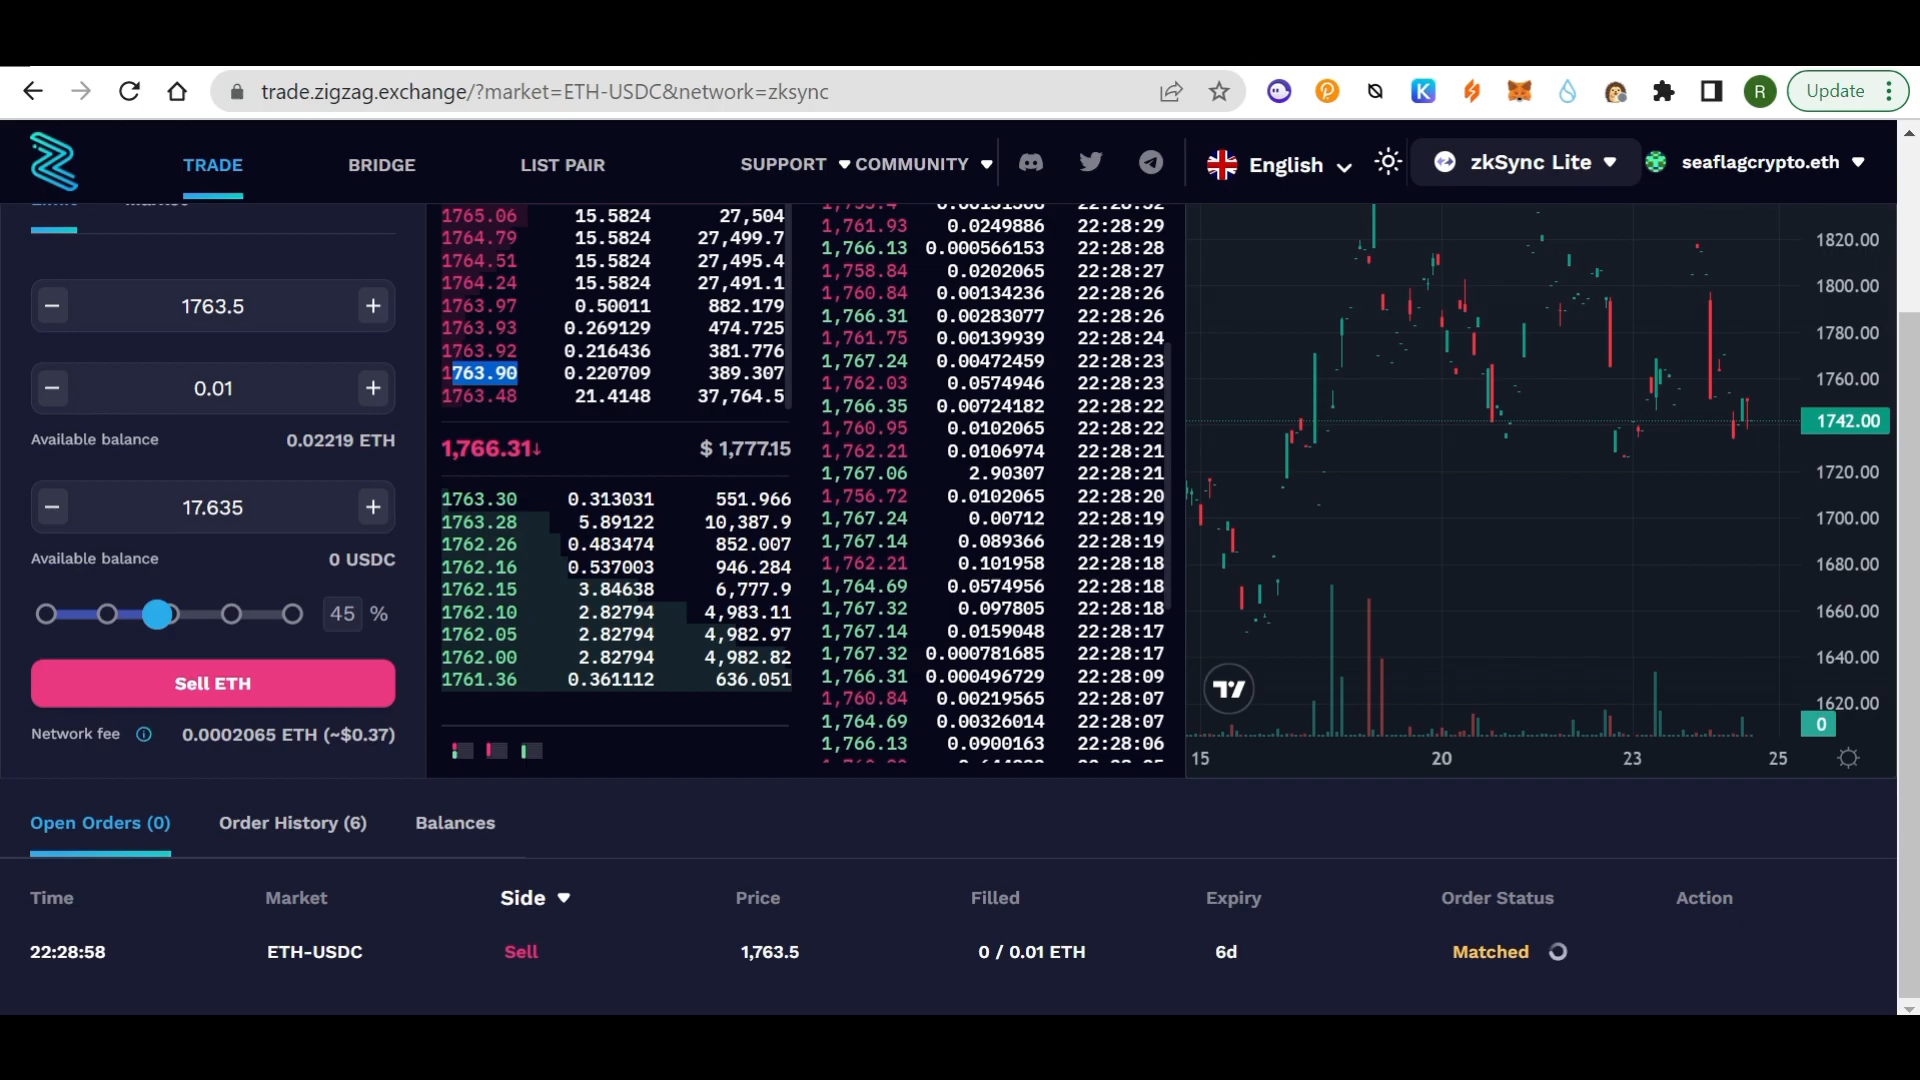 trade.zigzag.exchange/?market=ETH-USDC&network=zksync
R
Update
TRADE
BRIDGE
LIST PAIR
SUPPORT
COMMUNITY
English
zkSync Lite
seaflagcrypto.eth
1763.5
0.01
Available balance 0.02219 ETH
17.635
Available balance 0 USDC
45 %
Sell ETH
Network fee 0.0002065 ETH (~$0.37)
1765.06 15.5824 27,504
1764.79 15.5824 27,499.7
1764.51 15.5824 27,495.4
1764.24 15.5824 27,491.1
1763.97 0.50011 882.179
1763.93 0.269129 474.725
1763.92 0.216436 381.776
1763.90 0.220709 389.307
1763.48 21.4148 37,764.5
1,766.31↓ $ 1,777.15
1763.30 0.313031 551.966
1763.28 5.89122 10,387.9
1762.26 0.483474 852.007
1762.16 0.537003 946.284
1762.15 3.84638 6,777.9
1762.10 2.82794 4,983.11
1762.05 2.82794 4,982.97
1762.00 2.82794 4,982.82
1761.36 0.361112 636.051
1,761.93 0.0249886 22:28:29
1,766.13 0.000566153 22:28:28
1,758.84 0.0202065 22:28:27
1,760.84 0.00134236 22:28:26
1,766.31 0.00283077 22:28:26
1,761.75 0.00139939 22:28:24
1,767.24 0.00472459 22:28:23
1,762.03 0.0574946 22:28:23
1,766.35 0.00724182 22:28:22
1,760.95 0.0102065 22:28:22
1,762.21 0.0106974 22:28:21
1,767.06 2.90307 22:28:21
1,756.72 0.0102065 22:28:20
1,767.24 0.00712 22:28:19
1,767.14 0.089366 22:28:19
1,762.21 0.101958 22:28:18
1,764.69 0.0574956 22:28:18
1,767.32 0.097805 22:28:18
1,767.14 0.0159048 22:28:17
1,767.32 0.000781685 22:28:17
1,766.31 0.000496729 22:28:09
1,760.84 0.00219565 22:28:07
1,764.69 0.00326014 22:28:07
1,766.13 0.0900163 22:28:06
1820.00
1800.00
1780.00
1760.00
1742.00
1720.00
1700.00
1680.00
1660.00
1640.00
1620.00
0
15 20 23 25
Open Orders (0) Order History (6) Balances
Time Market Side Price Filled Expiry Order Status Action
22:28:58 ETH-USDC Sell 1,763.5 0 / 0.01 ETH 6d Matched